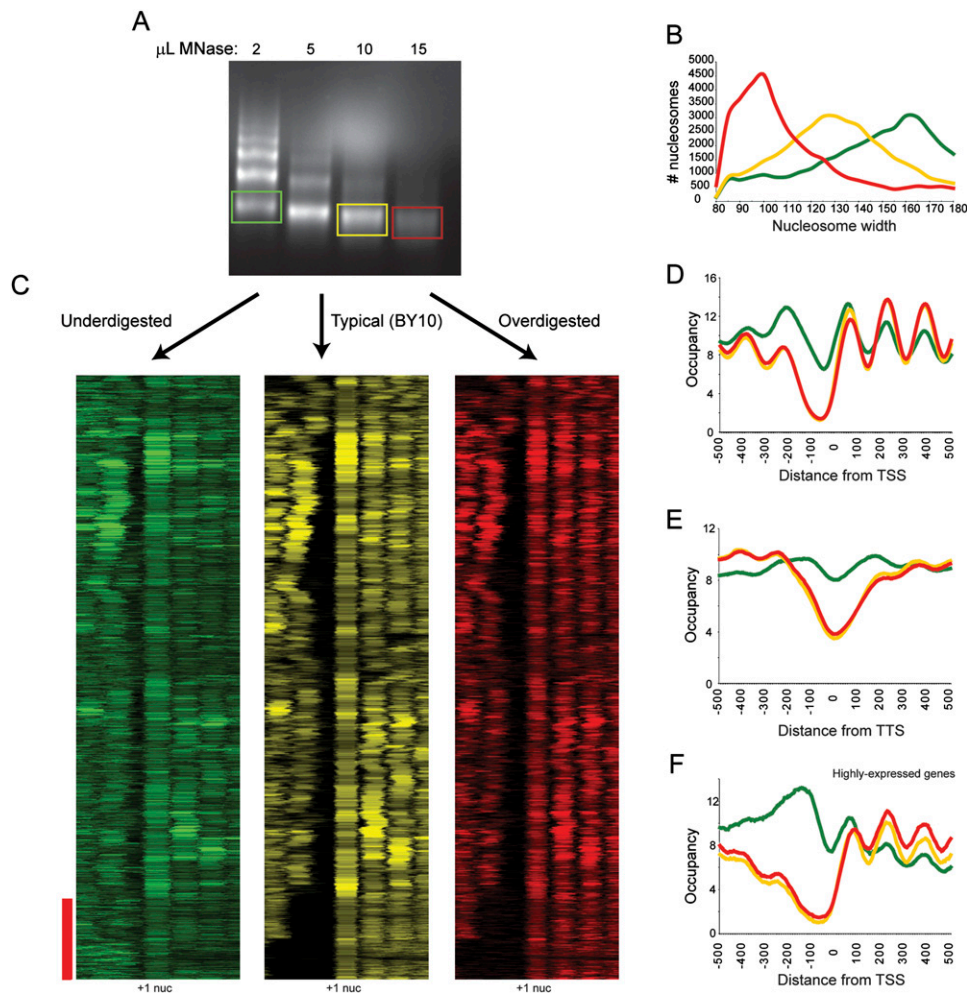 A
μL MNase: 2 5 10 15
B
5000
4500
4000
3500
3000
2500
2000
1500
1000
500
0
# nucleosomes
80 90 100 110 120 130 140 150 160 170 180
Nucleosome width
C
Underdigested
Typical (BY10)
Overdigested
+1 nuc
+1 nuc
+1 nuc
D
16
12
8
4
0
Occupancy
-500 -400 -300 -200 -100 0 100 200 300 400 500
Distance from TSS
E
12
8
4
0
Occupancy
-500 -400 -300 -200 -100 0 100 200 300 400 500
Distance from TTS
F
Highly-expressed genes
12
8
4
0
Occupancy
-500 -400 -300 -200 -100 0 100 200 300 400 500
Distance from TSS